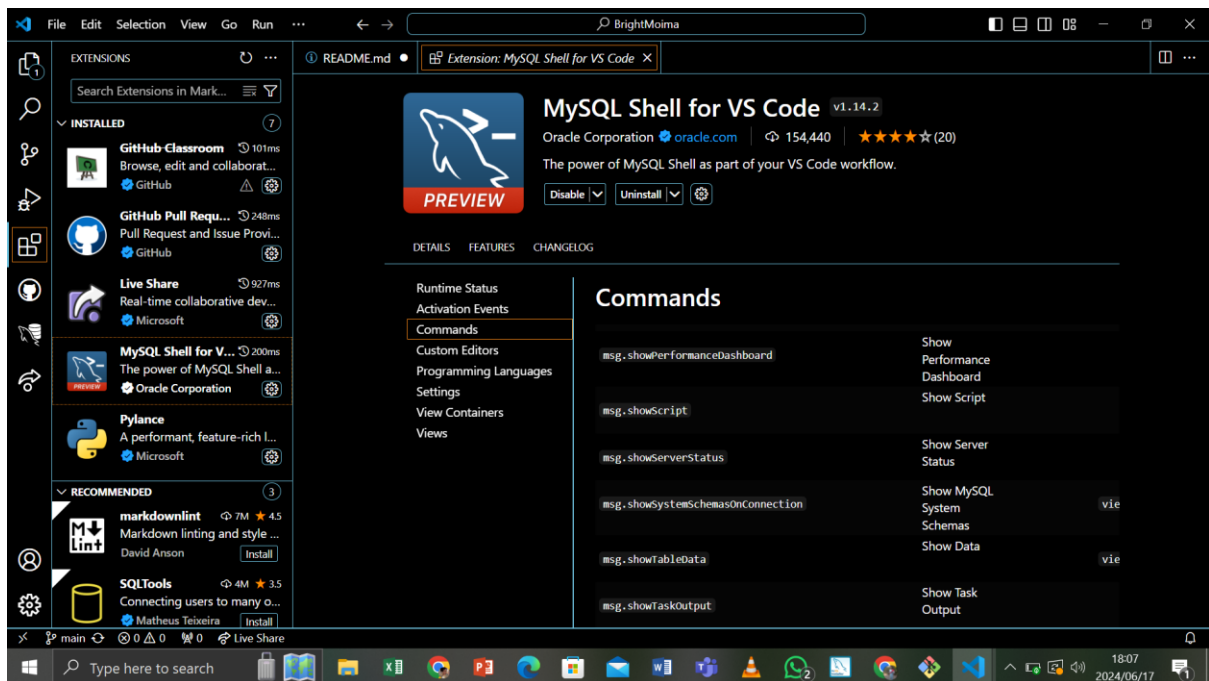 File Edit Selection View Go Run ··· BrightMoima
EXTENSIONS
README.md
Extension: MySQL Shell for VS Code
1
Search Extensions in Mark...
INSTALLED 7
GitHub Classroom 101ms
Browse, edit and collaborat...
GitHub
GitHub Pull Requ... 248ms
Pull Request and Issue Provi...
GitHub
Live Share 927ms
Real-time collaborative dev...
Microsoft
MySQL Shell for V... 200ms
The power of MySQL Shell a...
PREVIEW
Oracle Corporation
Pylance
A performant, feature-rich l...
Microsoft
RECOMMENDED 3
markdownlint 7M ★ 4.5
Markdown linting and style ...
M Lint
David Anson Install
SQLTools 4M ★ 3.5
Connecting users to many o...
Matheus Teixeira Install
PREVIEW
MySQL Shell for VS Code v1.14.2
Oracle Corporation oracle.com 154,440 ★★★★☆(20)
The power of MySQL Shell as part of your VS Code workflow.
Disable Uninstall
DETAILS FEATURES CHANGELOG
Runtime Status
Activation Events
Commands
Custom Editors
Programming Languages
Settings
View Containers
Views
Commands
msg.showPerformanceDashboard
Show
Performance
Dashboard
msg.showScript
Show Script
msg.showServerStatus
Show Server
Status
msg.showSystemSchemasOnConnection
Show MySQL
System
Schemas
vie
msg.showTableData
Show Data
vie
msg.showTaskOutput
Show Task
Output
main 0 0 0 Live Share
Type here to search
2
18:07
2024/06/17
1